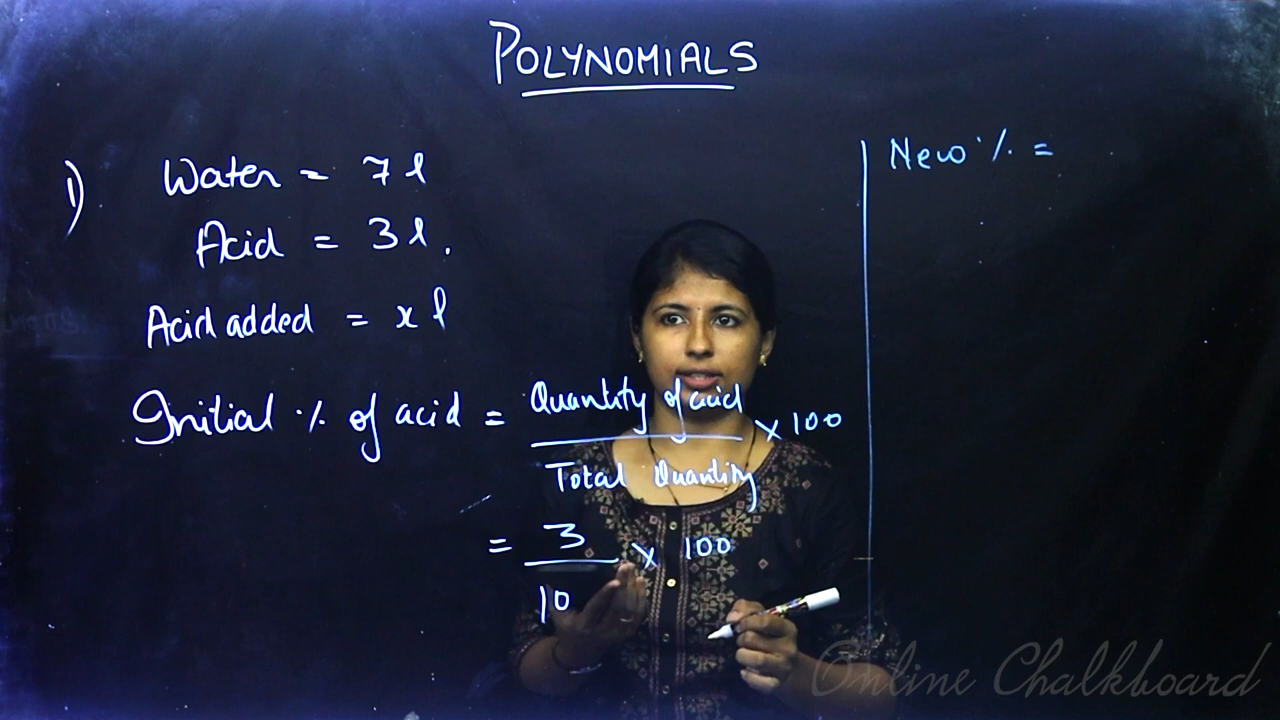 POLYNOMIALS
1) Water = 7 l
Acid = 3 l.
Acid added = x l
Initial % of acid = Quantity of acid / Total Quantity × 100
= 3 / 10 × 100
New % =
Online Chalkboard